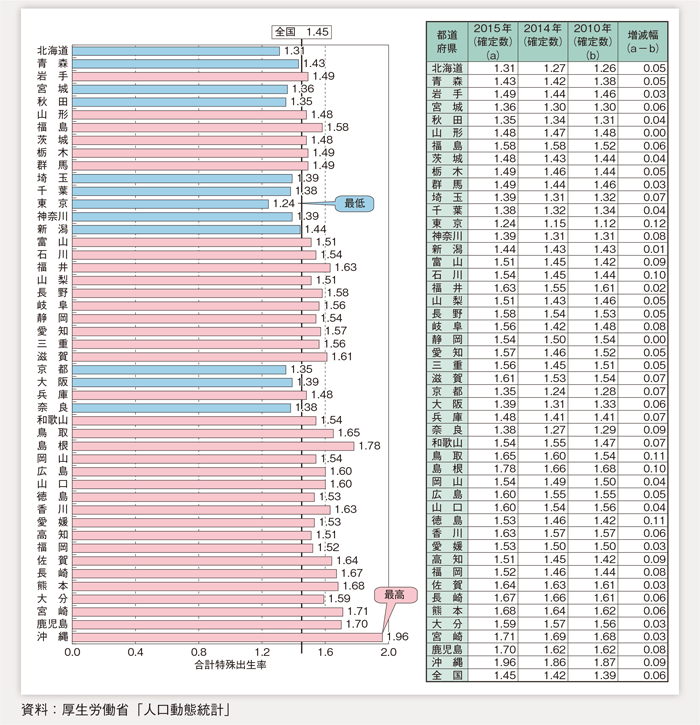 全国 1.45
北海道 1.31
青森 1.43
岩手 1.49
宮城 1.36
秋田 1.35
山形 1.48
福島 1.58
茨城 1.48
栃木 1.49
群馬 1.49
埼玉 1.39
千葉 1.38
東京 1.24 最低
神奈川 1.39
新潟 1.44
富山 1.51
石川 1.54
福井 1.63
山梨 1.51
長野 1.58
岐阜 1.56
静岡 1.54
愛知 1.57
三重 1.56
滋賀 1.61
京都 1.35
大阪 1.39
兵庫 1.48
奈良 1.38
和歌山 1.54
鳥取 1.65
島根 1.78
岡山 1.54
広島 1.60
山口 1.60
徳島 1.53
香川 1.63
愛媛 1.53
高知 1.51
福岡 1.52
佐賀 1.64
長崎 1.67
熊本 1.68
大分 1.59
最高
宮崎 1.71
鹿児島 1.70
沖縄 1.96
0.0 0.4 0.8 1.2 1.6 2.0
合計特殊出生率
都道府県 2015年(確定数)(a) 2014年(確定数) 2010年(確定数)(b) 増減幅(a-b)
北海道 1.31 1.27 1.26 0.05
青森 1.43 1.42 1.38 0.05
岩手 1.49 1.44 1.46 0.03
宮城 1.36 1.30 1.30 0.06
秋田 1.35 1.34 1.31 0.04
山形 1.48 1.47 1.48 0.00
福島 1.58 1.58 1.52 0.06
茨城 1.48 1.43 1.44 0.04
栃木 1.49 1.46 1.44 0.05
群馬 1.49 1.44 1.46 0.03
埼玉 1.39 1.31 1.32 0.07
千葉 1.38 1.32 1.34 0.04
東京 1.24 1.15 1.12 0.12
神奈川 1.39 1.31 1.31 0.08
新潟 1.44 1.43 1.43 0.01
富山 1.51 1.45 1.42 0.09
石川 1.54 1.45 1.44 0.10
福井 1.63 1.55 1.61 0.02
山梨 1.51 1.43 1.46 0.05
長野 1.58 1.54 1.53 0.05
岐阜 1.56 1.42 1.48 0.08
静岡 1.54 1.50 1.54 0.00
愛知 1.57 1.46 1.52 0.05
三重 1.56 1.45 1.51 0.05
滋賀 1.61 1.53 1.54 0.07
京都 1.35 1.24 1.28 0.07
大阪 1.39 1.31 1.33 0.06
兵庫 1.48 1.41 1.41 0.07
奈良 1.38 1.27 1.29 0.09
和歌山 1.54 1.55 1.47 0.07
鳥取 1.65 1.60 1.54 0.11
島根 1.78 1.66 1.68 0.10
岡山 1.54 1.49 1.50 0.04
広島 1.60 1.55 1.55 0.05
山口 1.60 1.54 1.56 0.04
徳島 1.53 1.46 1.42 0.11
香川 1.63 1.57 1.57 0.06
愛媛 1.53 1.50 1.50 0.03
高知 1.51 1.45 1.42 0.09
福岡 1.52 1.46 1.44 0.08
佐賀 1.64 1.63 1.61 0.03
長崎 1.67 1.66 1.61 0.06
熊本 1.68 1.64 1.62 0.06
大分 1.59 1.57 1.56 0.03
宮崎 1.71 1.69 1.68 0.03
鹿児島 1.70 1.62 1.62 0.08
沖縄 1.96 1.86 1.87 0.09
全国 1.45 1.42 1.39 0.06
資料：厚生労働省「人口動態統計」